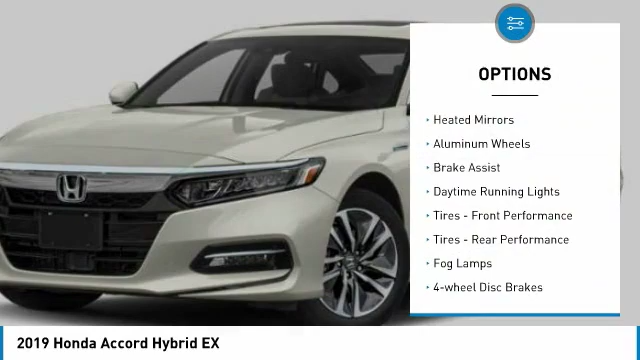 OPTIONS
Heated Mirrors
Aluminum Wheels
Brake Assist
Daytime Running Lights
Tires - Front Performance
Tires - Rear Performance
Fog Lamps
4-wheel Disc Brakes
2019 Honda Accord Hybrid EX